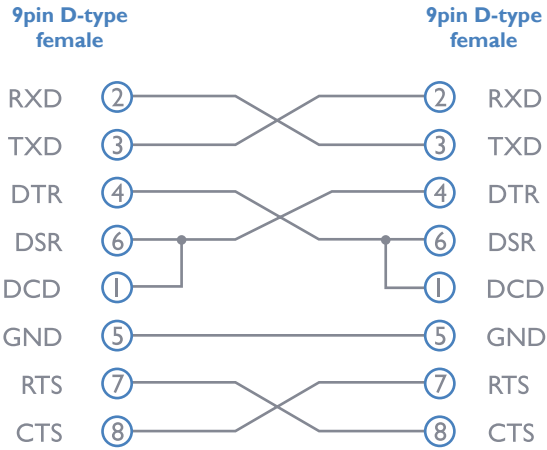 9pin D-type 9pin D-type
female female
RXD 2 2 RXD
TXD 3 3 TXD
DTR 4 4 DTR
DSR 6 6 DSR
DCD 1 1 DCD
GND 5 5 GND
RTS 7 7 RTS
CTS 8 8 CTS